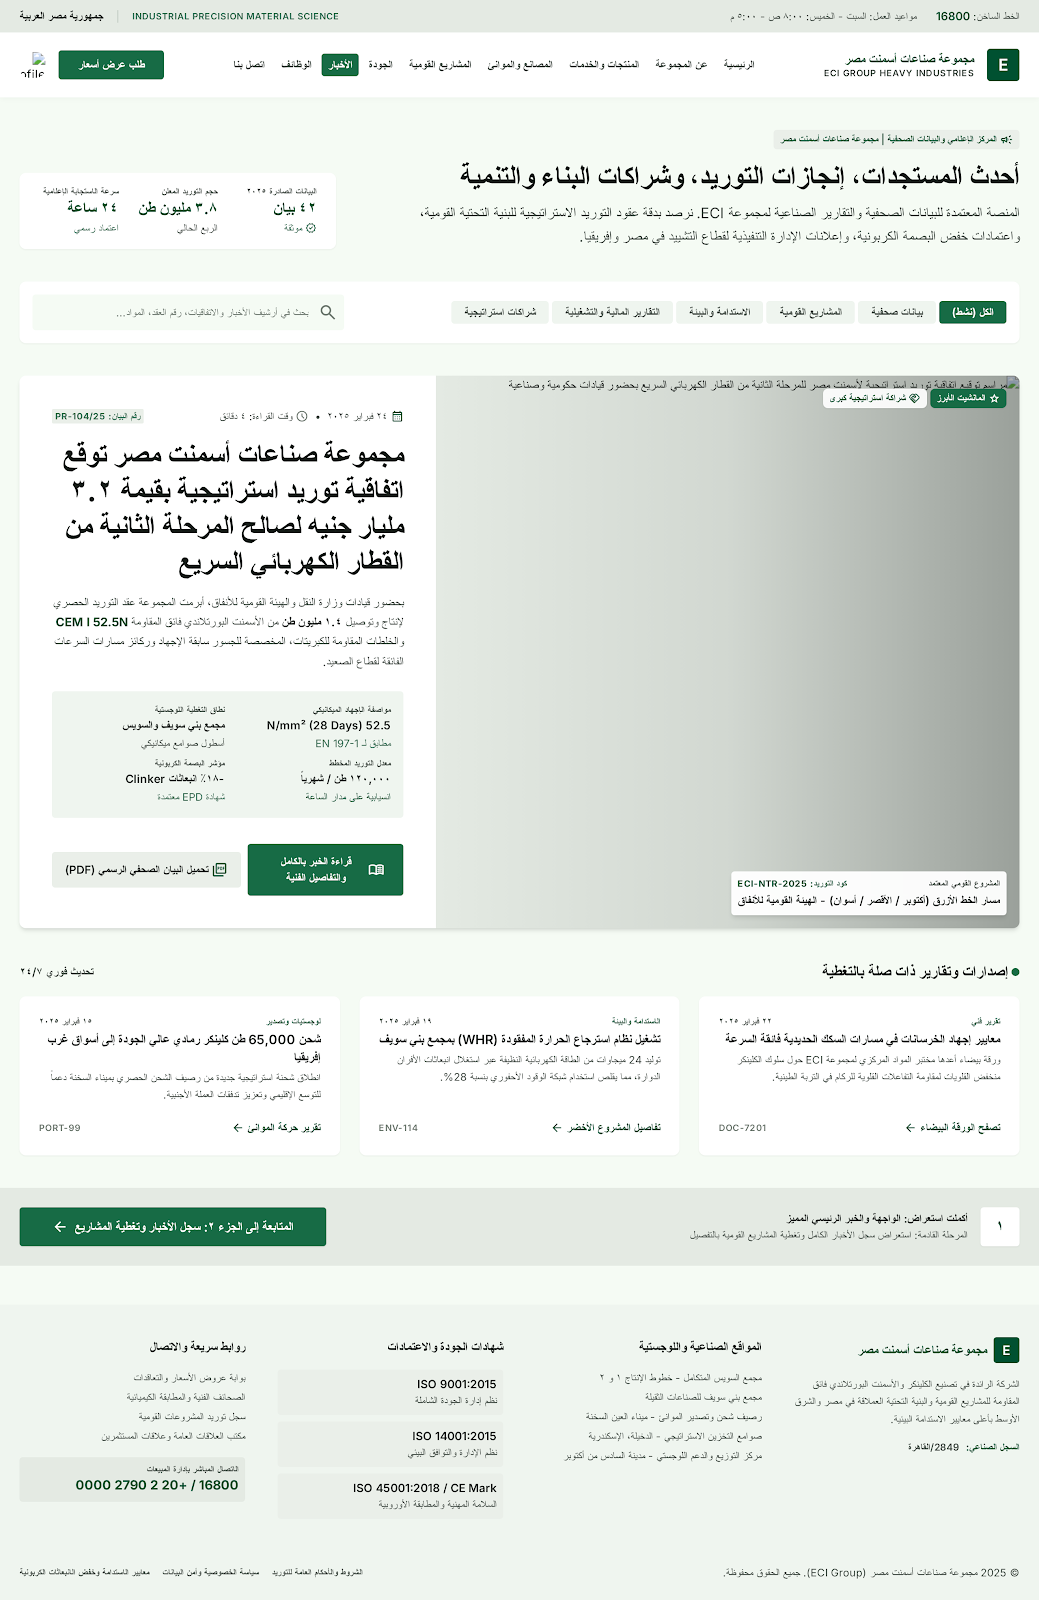 الخط الساخن: 16800
مواعيد العمل: السبت - الخميس: ٨:٠٠ ص - ٥:٠٠ م
INDUSTRIAL PRECISION MATERIAL SCIENCE
جمهورية مصر العربية
E
مجموعة صناعات أسمنت مصر
ECI GROUP HEAVY INDUSTRIES
الرئيسية
عن المجموعة
المنتجات والخدمات
المصانع والموانئ
المشاريع القومية
الجودة
الأخبار
الوظائف
اتصل بنا
طلب عرض أسعار
المركز الإعلامي والبيانات الصحفية | مجموعة صناعات أسمنت مصر
أحدث المستجدات، إنجازات التوريد، وشراكات البناء والتنمية
المنصة المعتمدة للبيانات الصحفية والتقارير الصناعية لمجموعة ECI. نرصد بدقة عقود التوريد الاستراتيجية للبنية التحتية القومية،
واعتمادات خفض البصمة الكربونية، وإعلانات الإدارة التنفيذية لقطاع التشييد في مصر وإفريقيا.
البيانات الصادرة ٢٠٢٥
٤٢ بيان
موثقة
حجم التوريد المعلن
٣.٨ مليون طن
الربع الحالي
سرعة الاستجابة الإعلامية
٢٤ ساعة
اعتماد رسمي
الكل (نشط)
بيانات صحفية
المشاريع القومية
الاستدامة والبيئة
التقارير المالية والتشغيلية
شراكات استراتيجية
بحث في أرشيف الأخبار والاتفاقيات، رقم العقد، المواد...
مراسم توقيع اتفاقية توريد استراتيجية لأسمنت مصر للمرحلة الثانية من القطار الكهربائي السريع بحضور قيادات حكومية وصناعية
المانشيت الأبرز
شراكة استراتيجية كبرى
المشروع القومي المعتمد
كود التوريد: ECI-NTR-2025
مسار الخط الأزرق (أكتوبر / الأقصر / أسوان) - الهيئة القومية للأنفاق
٢٤ فبراير ٢٠٢٥
•
وقت القراءة: ٤ دقائق
رقم البيان: PR-104/25
مجموعة صناعات أسمنت مصر توقع
اتفاقية توريد استراتيجية بقيمة ٣.٢
مليار جنيه لصالح المرحلة الثانية من
القطار الكهربائي السريع
بحضور قيادات وزارة النقل والهيئة القومية للأنفاق، أبرمت المجموعة عقد التوريد الحصري
لإنتاج وتوصيل ١.٤ مليون طن من الأسمنت البورتلاندي فائق المقاومة CEM I 52.5N
والخلطات المقاومة للكبريتات، المخصصة للجسور سابقة الإجهاد وركائز مسارات السرعات
الفائقة لقطاع الصعيد.
مواصفة الإجهاد الميكانيكي
52.5 N/mm² (28 Days)
مطابق لـ EN 197-1
نطاق التغطية اللوجستية
مجمع بني سويف والسويس
أسطول صوامع ميكانيكي
معدل التوريد المخطط
١٢٠,٠٠٠ طن / شهرياً
انسيابية على مدار الساعة
مؤشر البصمة الكربونية
-١٨٪ انبعاثات Clinker
شهادة EPD معتمدة
قراءة الخبر بالكامل
والتفاصيل الفنية
تحميل البيان الصحفي الرسمي (PDF)
إصدارات وتقارير ذات صلة بالتغطية
تحديث فوري ٢٤/٧
تقرير فني
٢٢ فبراير ٢٠٢٥
معايير إجهاد الخرسانات في مسارات السكك الحديدية فائقة السرعة
ورقة بيضاء أعدها مختبر المواد المركزي لمجموعة ECI حول سلوك الكلينكر
منخفض القلويات لمقاومة التفاعلات القلوية للركام في التربة الطينية.
تصفح الورقة البيضاء
DOC-7201
الاستدامة والبيئة
١٩ فبراير ٢٠٢٥
تشغيل نظام استرجاع الحرارة المفقودة (WHR) بمجمع بني سويف
توليد 24 ميجاوات من الطاقة الكهربائية النظيفة عبر استغلال انبعاثات الأفران
الدوارة، مما يقلص استخدام شبكة الوقود الأحفوري بنسبة 28%.
تفاصيل المشروع الأخضر
ENV-114
لوجستيات وتصدير
١٥ فبراير ٢٠٢٥
شحن 65,000 طن كلينكر رمادي عالي الجودة إلى أسواق غرب
إفريقيا
انطلاق شحنة استراتيجية جديدة من رصيف الشحن الحصري بميناء السخنة دعماً
للتوسع الإقليمي وتعزيز تدفقات العملة الأجنبية.
تقرير حركة الموانئ
PORT-99
١
أكملت استعراض: الواجهة والخبر الرئيسي المميز
المرحلة القادمة: استعراض سجل الأخبار الكامل وتغطية المشاريع القومية بالتفصيل
المتابعة إلى الجزء ٢: سجل الأخبار وتغطية المشاريع
E
مجموعة صناعات أسمنت مصر
الشركة الرائدة في تصنيع الكلينكر والأسمنت البورتلاندي فائق
المقاومة للمشاريع القومية والبنية التحتية العملاقة في مصر والشرق
الأوسط بأعلى معايير الاستدامة البيئية.
السجل الصناعي: 2849/القاهرة
المواقع الصناعية واللوجستية
مجمع السويس المتكامل - خطوط الإنتاج ١ و ٢
مجمع بني سويف للصناعات الثقيلة
رصيف شحن وتصدير الموانئ - ميناء العين السخنة
صوامع التخزين الاستراتيجي - الدخيلة، الإسكندرية
مركز التوزيع والدعم اللوجستي - مدينة السادس من أكتوبر
شهادات الجودة والاعتمادات
ISO 9001:2015
نظم إدارة الجودة الشاملة
ISO 14001:2015
نظم الإدارة والتوافق البيئي
ISO 45001:2018 / CE Mark
السلامة المهنية والمطابقة الأوروبية
روابط سريعة والاتصال
بوابة عروض الأسعار والتعاقدات
الصحائف الفنية والمطابقة الكيميائية
سجل توريد المشروعات القومية
مكتب العلاقات العامة وعلاقات المستثمرين
الاتصال المباشر بإدارة المبيعات
16800 / +20 2 2790 0000
© 2025 مجموعة صناعات أسمنت مصر (ECI Group). جميع الحقوق محفوظة.
الشروط والأحكام العامة للتوريد
سياسة الخصوصية وأمن البيانات
معايير الاستدامة وخفض الانبعاثات الكربونية